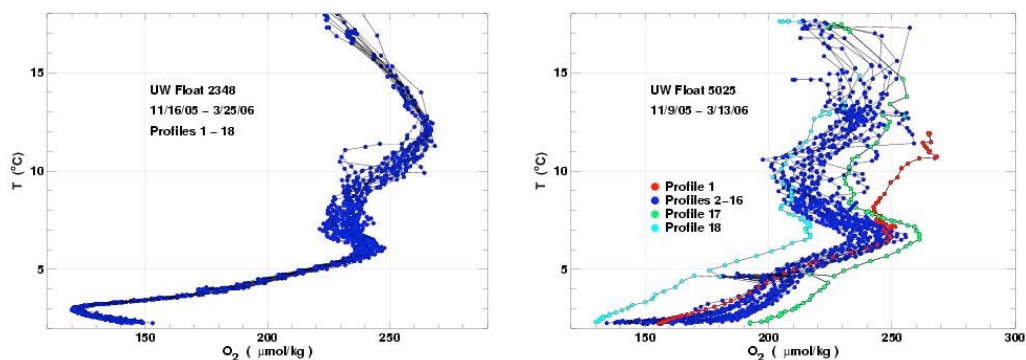 UW Float 2348
11/16/05 – 3/25/06
Profiles 1 – 18
T (°C)
15
10
5
150
200
250
O2 ( μmol/kg )
UW Float 5025
11/9/05 – 3/13/06
Profile 1
Profiles 2–16
Profile 17
Profile 18
T (°C)
15
10
5
150
200
250
300
O2 ( μmol/kg )